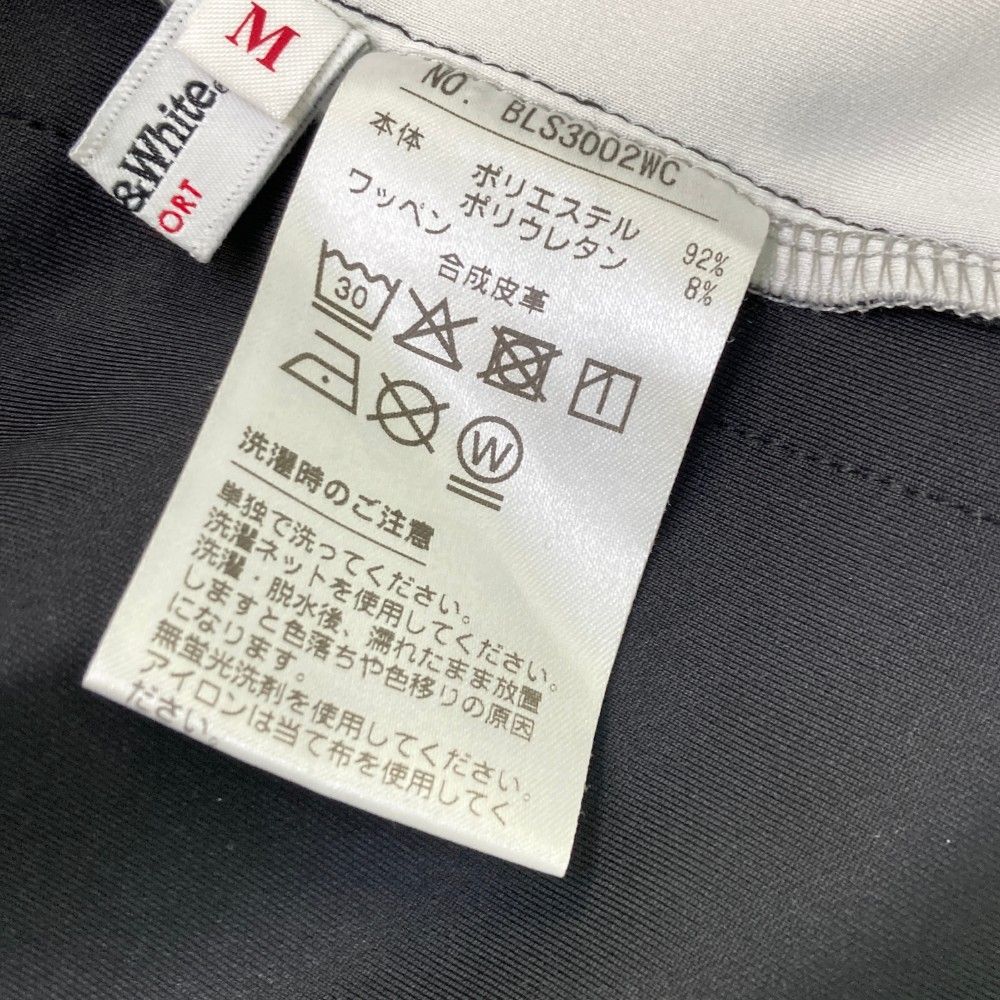 M
&White®
ORT
NO. BLS3002WC
本体 ポリエステル 92%
ポリウレタン 8%
ワッペン 合成皮革
30
W
洗濯時のご注意
単独で洗ってください。
洗濯ネットを使用してください。
洗濯・脱水後、濡れたまま放置
しますと色落ちや色移りの原因
になります。
無蛍光洗剤を使用してください。
アイロンは当て布を使用してく
ださい。